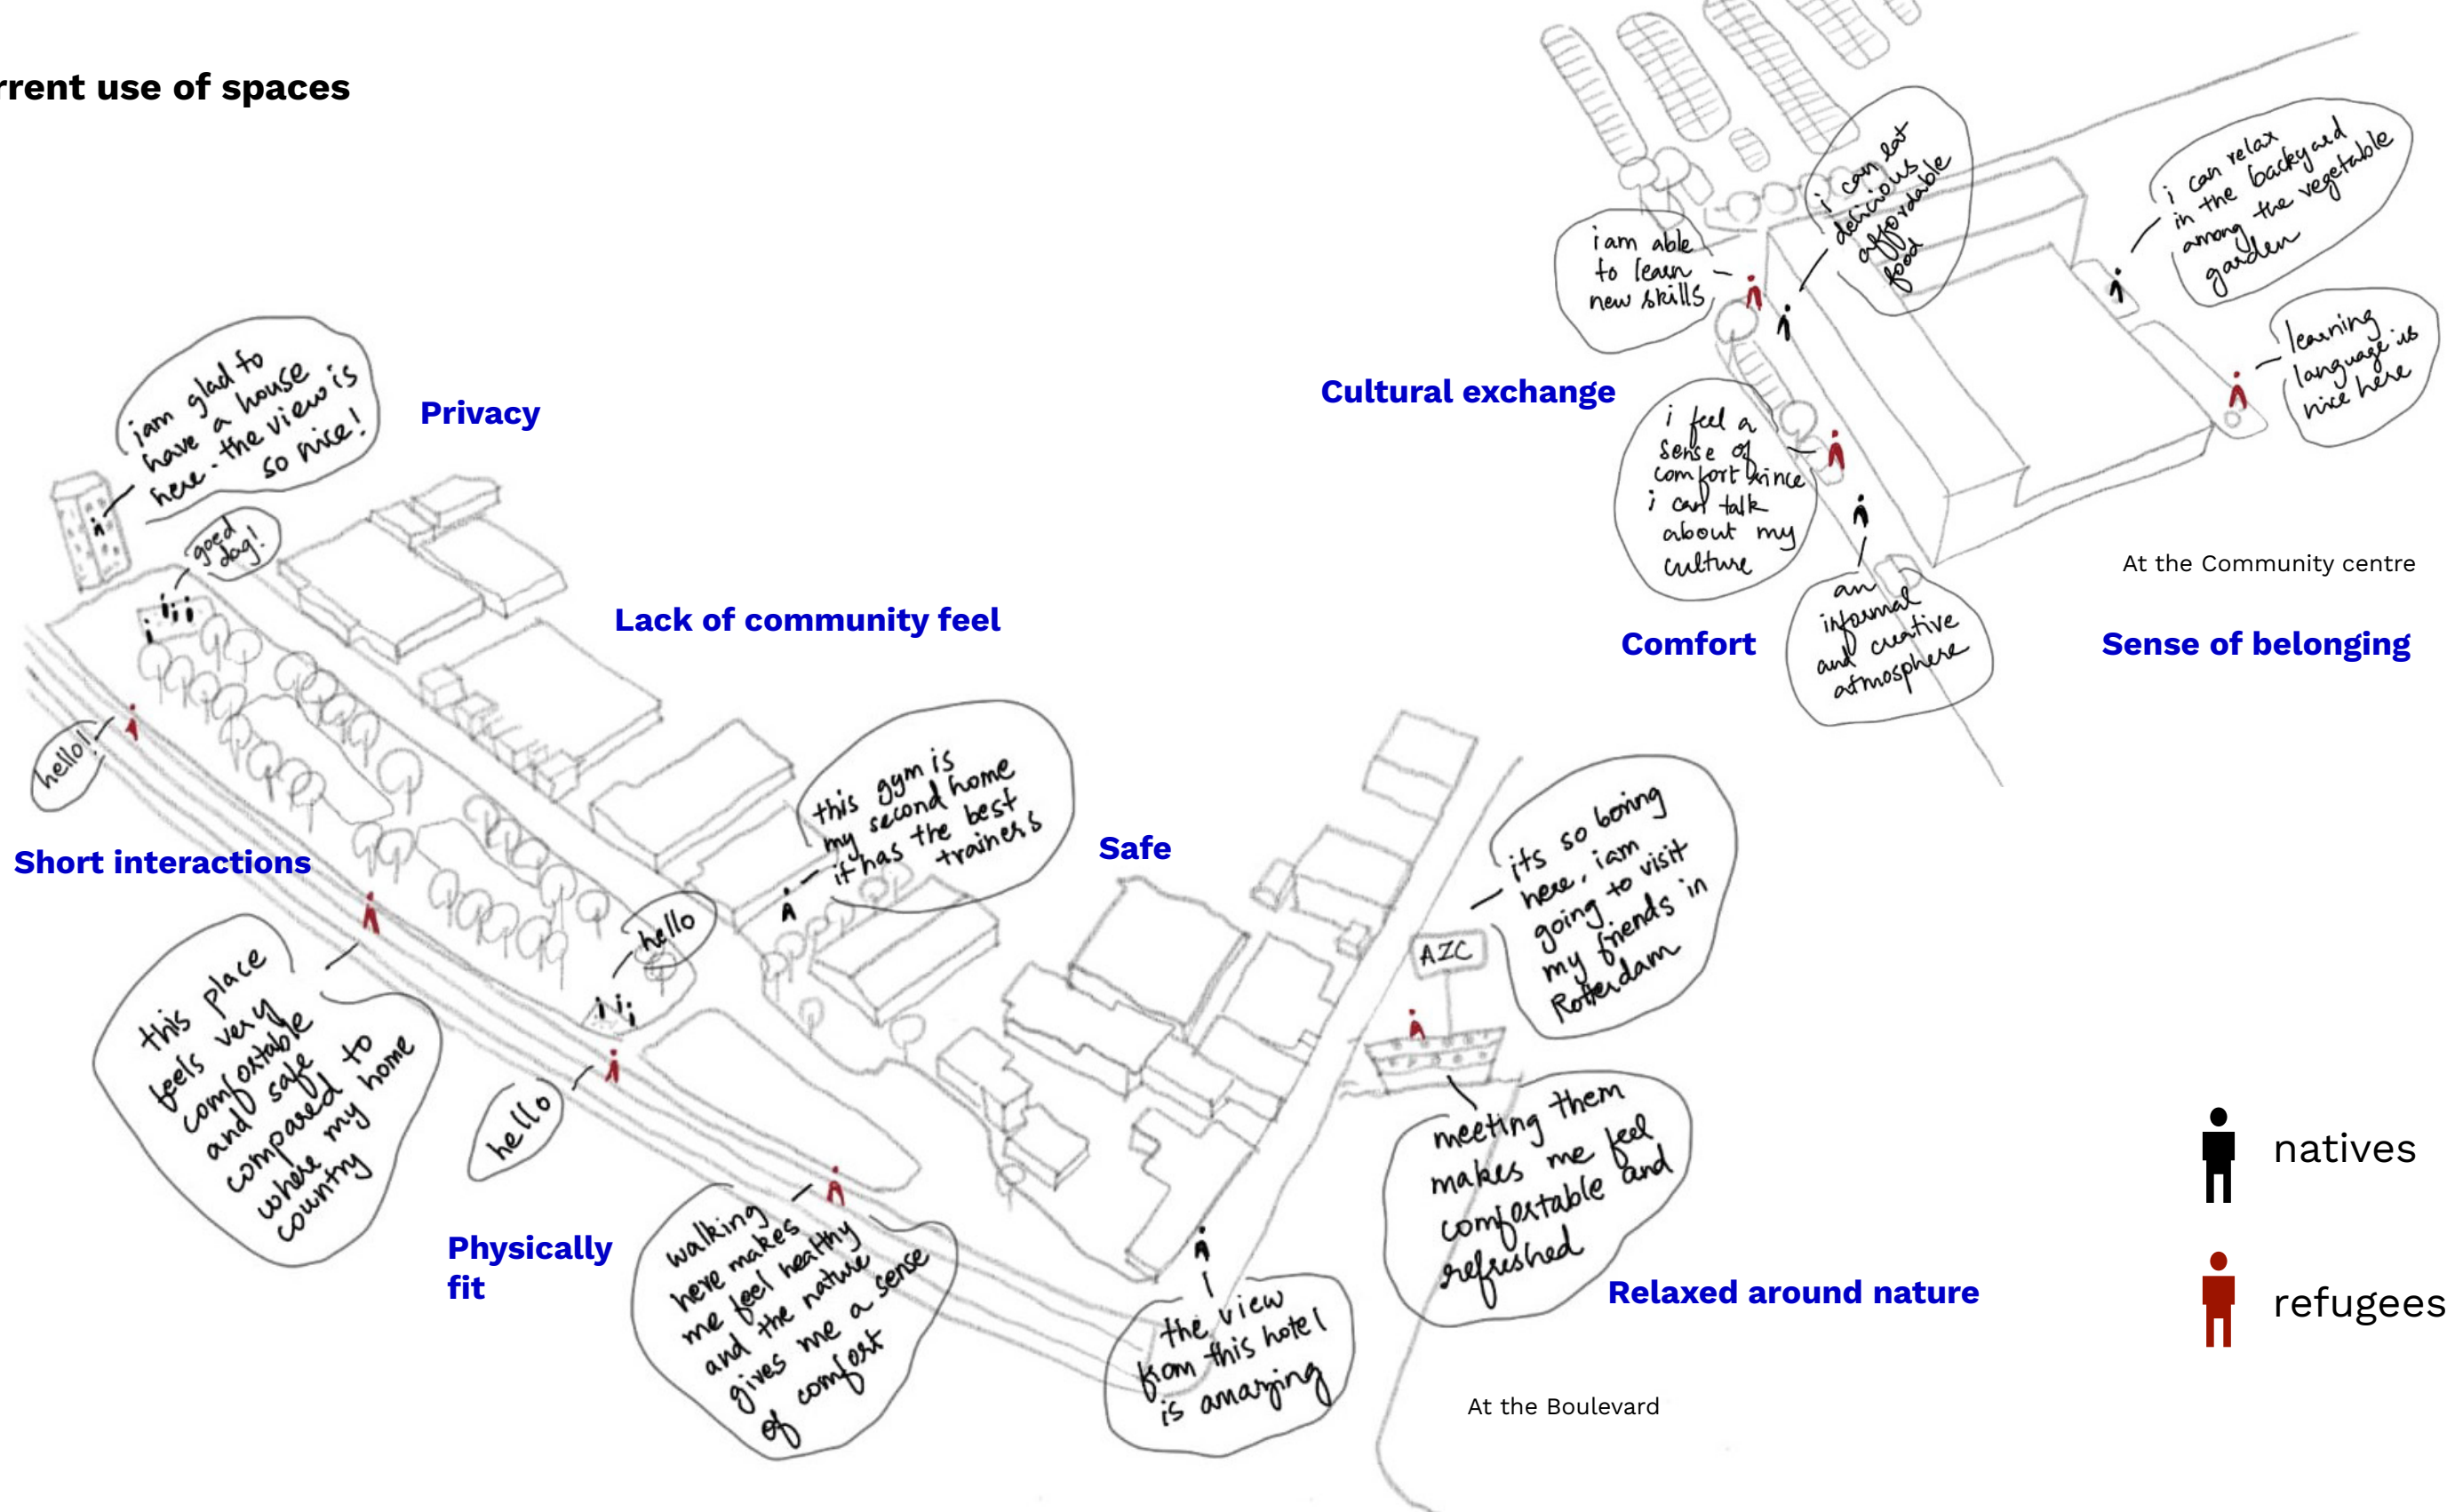 rrent use of spaces
i can eat
delicious
affordable
food
i can relax
in the backyard
among the vegetable
garden
i am able
to learn
new skills
learning
language is
nice here
Cultural exchange
i feel a
sense of
comfort since
i can talk
about my
culture
an
informal
and creative
atmosphere
At the Community centre
Comfort
Sense of belonging
iam glad to
have a house
here - the view is
so nice!
Privacy
goed
dag!
Lack of community feel
hello!
Short interactions
this gym is
my second home
it has the best
trainers
Safe
its so boring
here, iam
going to visit
my friends in
Rotterdam
AZC
hello
this place
feels very
comfortable
and safe
compared to
where my home
country
hello
meeting them
makes me feel
comfortable and
refreshed
Physically
fit
walking
here makes
me feel healthy
and the nature
gives me a sense
of comfort
Relaxed around nature
the view
from this hotel
is amazing
At the Boulevard
natives
refugees